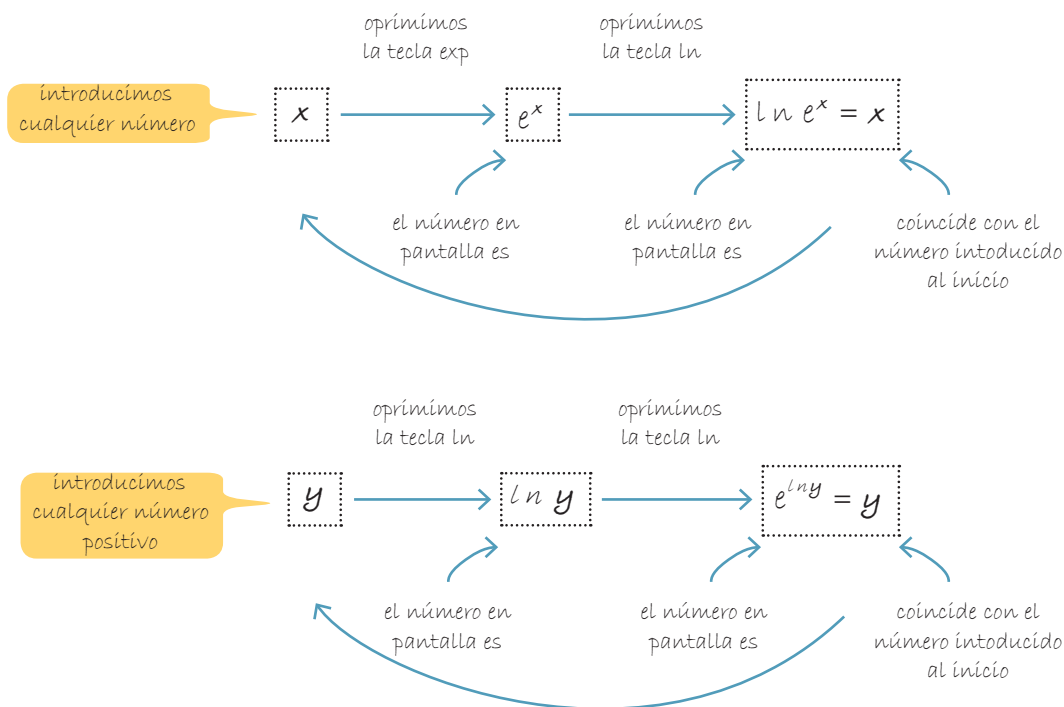 oprimimos
la tecla exp
oprimimos
la tecla ln
introducimos
cualquier número
x
e^x
ln e^x = x
el número en
pantalla es
el número en
pantalla es
coincide con el
número intoducido
al inicio
oprimimos
la tecla ln
oprimimos
la tecla ln
introducimos
cualquier número
positivo
y
ln y
e^{ln y} = y
el número en
pantalla es
el número en
pantalla es
coincide con el
número intoducido
al inicio